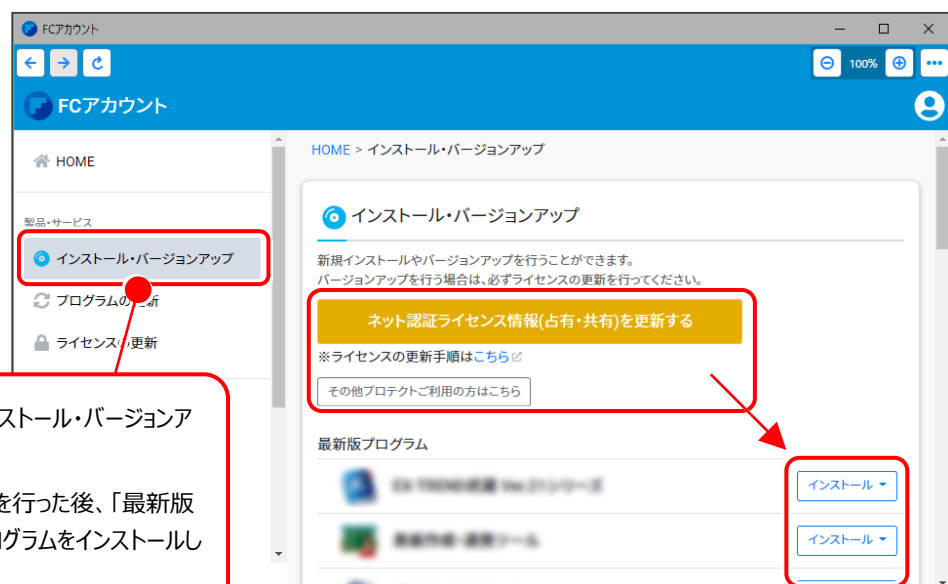 FCアカウント
100%
FCアカウント
HOME
HOME > インストール・バージョンアップ
製品・サービス
インストール・バージョンアップ
プログラムの更新
ライセンスの更新
インストール・バージョンアップ
新規インストールやバージョンアップを行うことができます。
バージョンアップを行う場合は、必ずライセンスの更新を行ってください。
ネット認証ライセンス情報(占有・共有)を更新する
※ライセンスの更新手順はこちら
その他プロテクトご利用の方はこちら
最新版プログラム
インストール
インストール
ストール・バージョンア
を行った後、「最新版
ログラムをインストールし